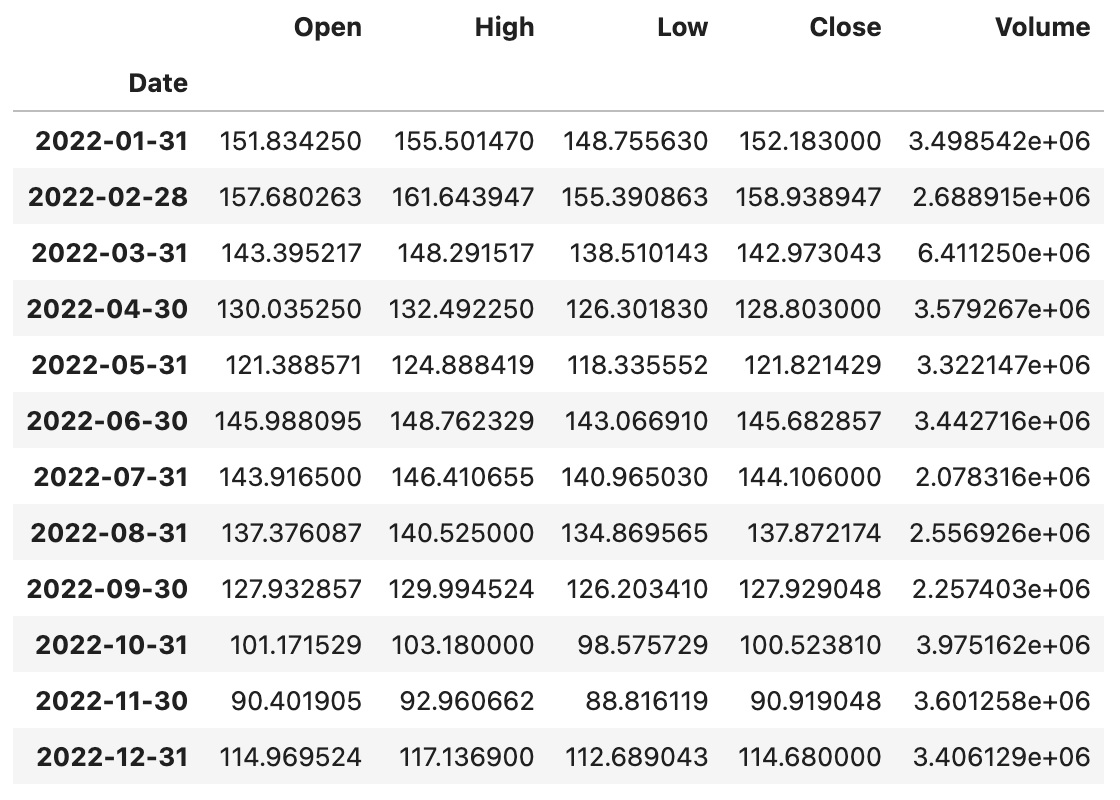 Open High Low Close Volume
Date
2022-01-31 151.834250 155.501470 148.755630 152.183000 3.498542e+06
2022-02-28 157.680263 161.643947 155.390863 158.938947 2.688915e+06
2022-03-31 143.395217 148.291517 138.510143 142.973043 6.411250e+06
2022-04-30 130.035250 132.492250 126.301830 128.803000 3.579267e+06
2022-05-31 121.388571 124.888419 118.335552 121.821429 3.322147e+06
2022-06-30 145.988095 148.762329 143.066910 145.682857 3.442716e+06
2022-07-31 143.916500 146.410655 140.965030 144.106000 2.078316e+06
2022-08-31 137.376087 140.525000 134.869565 137.872174 2.556926e+06
2022-09-30 127.932857 129.994524 126.203410 127.929048 2.257403e+06
2022-10-31 101.171529 103.180000 98.575729 100.523810 3.975162e+06
2022-11-30 90.401905 92.960662 88.816119 90.919048 3.601258e+06
2022-12-31 114.969524 117.136900 112.689043 114.680000 3.406129e+06